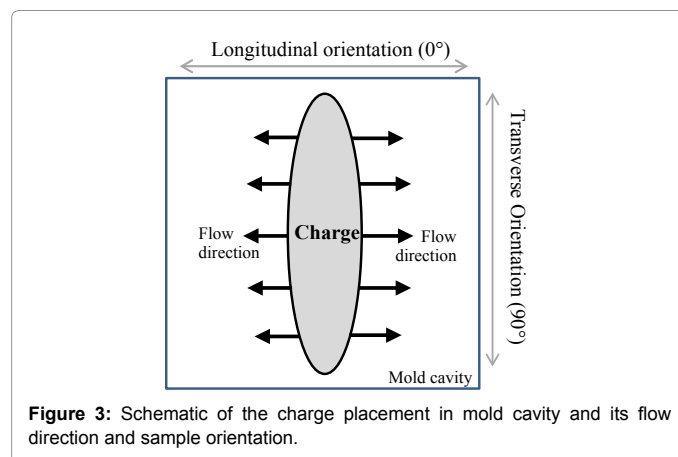 Longitudinal orientation (0°)
Transverse Orientation (90°)
Charge
Flow
direction
Flow
direction
Mold cavity
Figure 3: Schematic of the charge placement in mold cavity and its flow
direction and sample orientation.